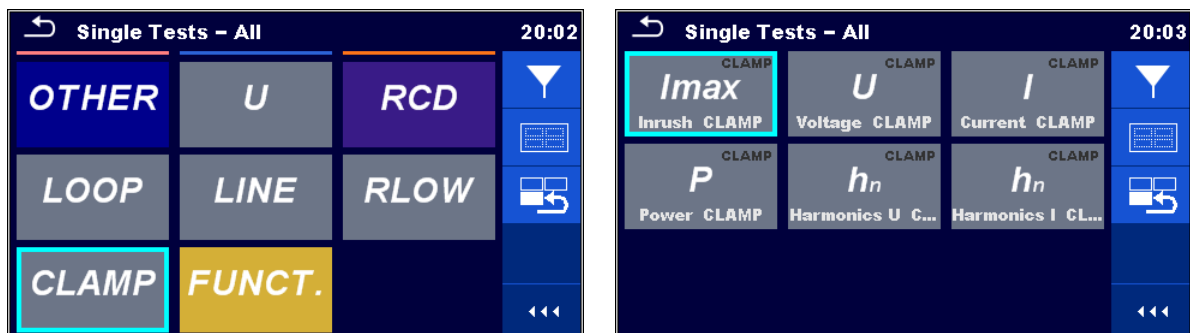 Single Tests – All 20:02
OTHER U RCD
LOOP LINE RLOW
CLAMP FUNCT.
Single Tests – All 20:03
CLAMP CLAMP CLAMP
Imax U I
Inrush CLAMP Voltage CLAMP Current CLAMP
CLAMP CLAMP CLAMP
P hn hn
Power CLAMP Harmonics U C... Harmonics I CL...